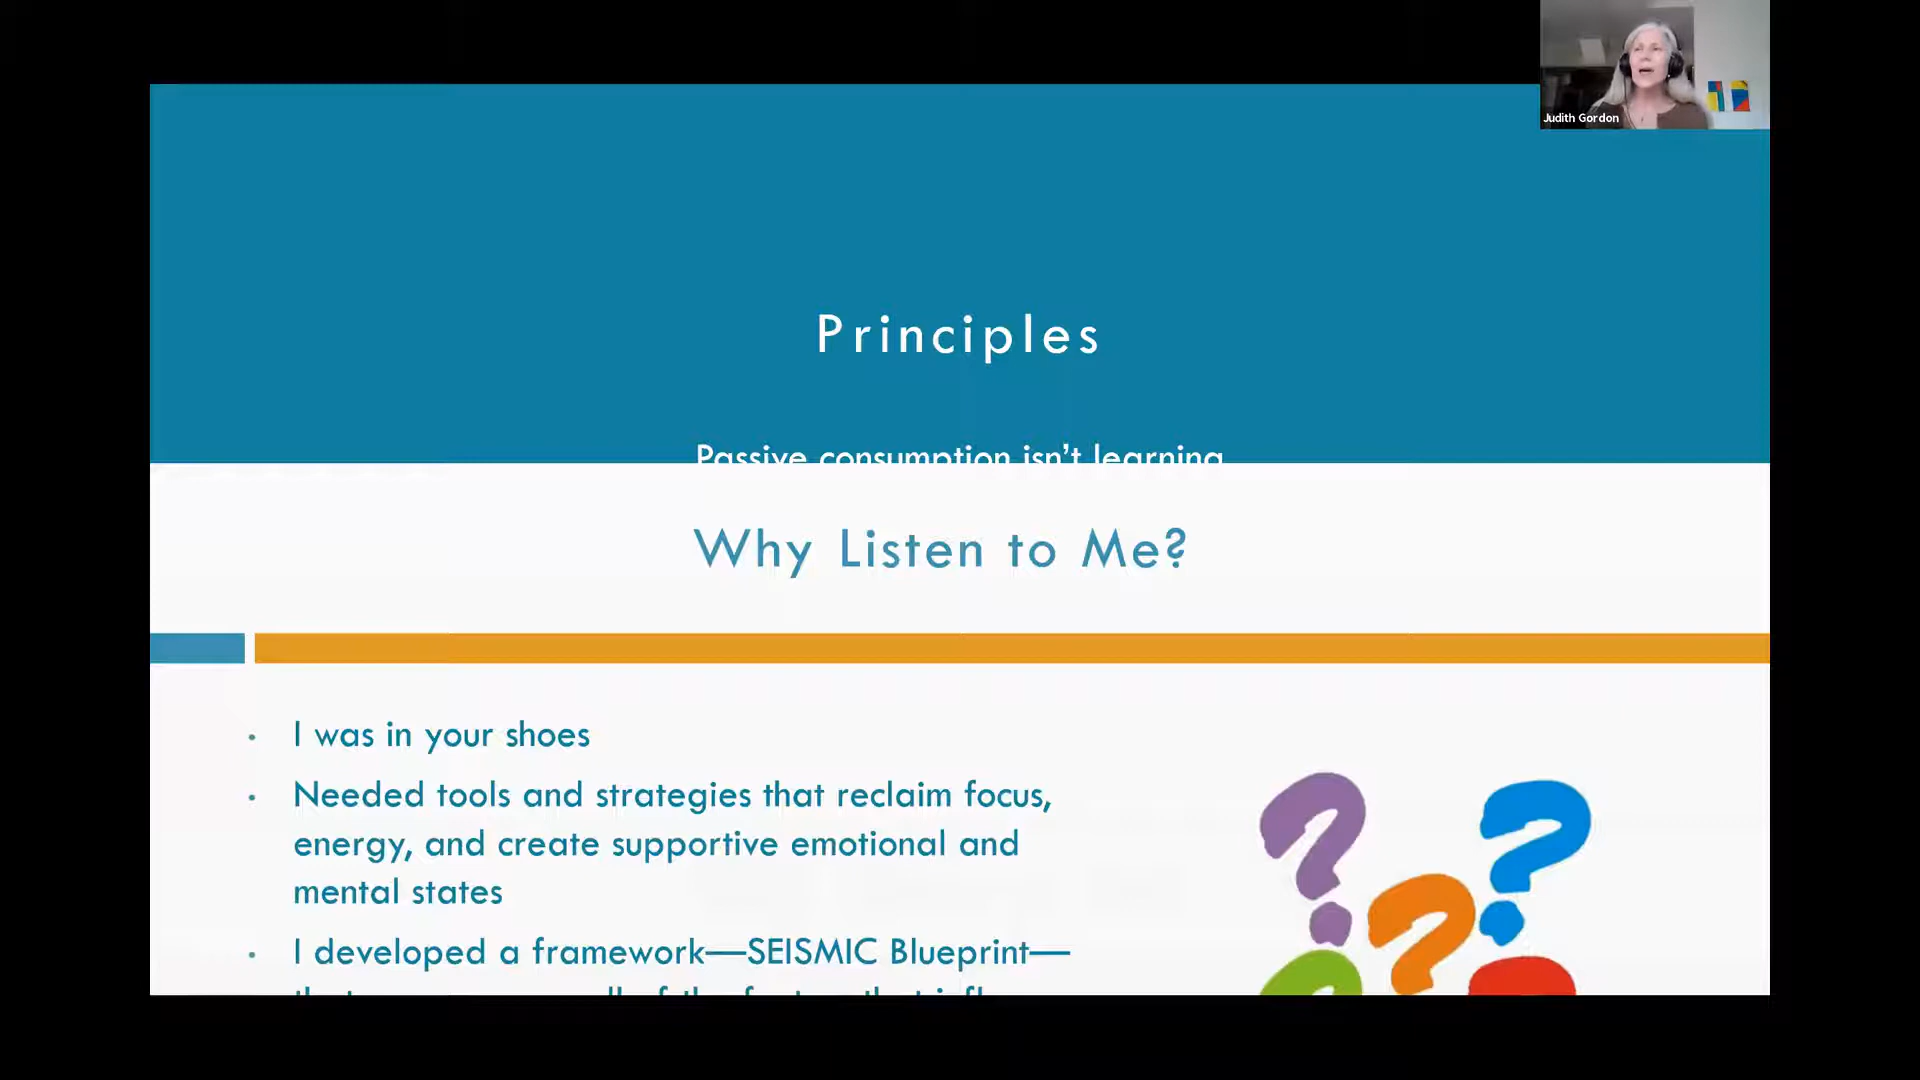 Judith Gordon
Principles
Passive consumption isn't learning
Why Listen to Me?
• I was in your shoes
• Needed tools and strategies that reclaim focus,
energy, and create supportive emotional and
mental states
• I developed a framework—SEISMIC Blueprint—